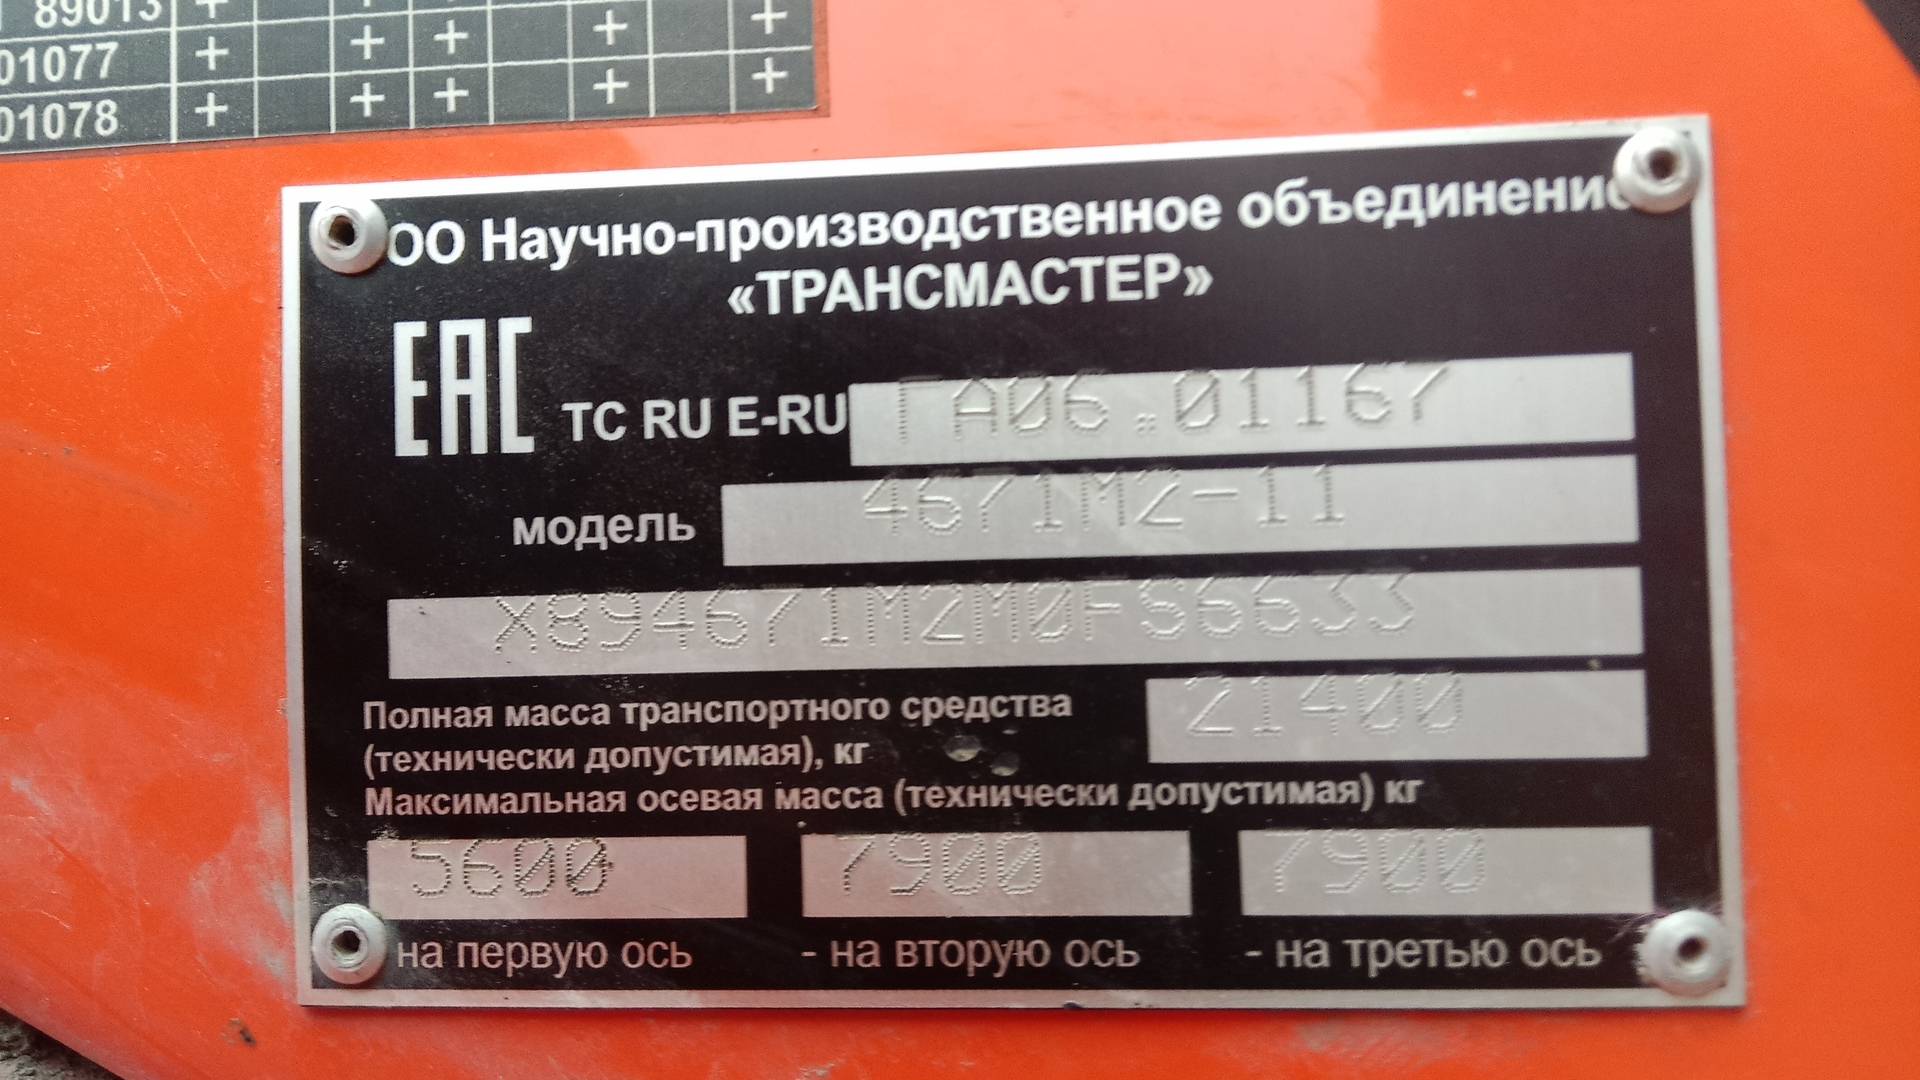 89013 + + +
01077 + + + + +
01078 + + + + +
ОО Научно-производственное объединение
«ТРАНСМАСТЕР»
ЕАС ТС RU E-RU ГА06.01167
модель 4671М2-11
X894671M2M0FS6633
Полная масса транспортного средства
(технически допустимая), кг 21400
Максимальная осевая масса (технически допустимая) кг
5600 7900 7900
на первую ось - на вторую ось - на третью ось